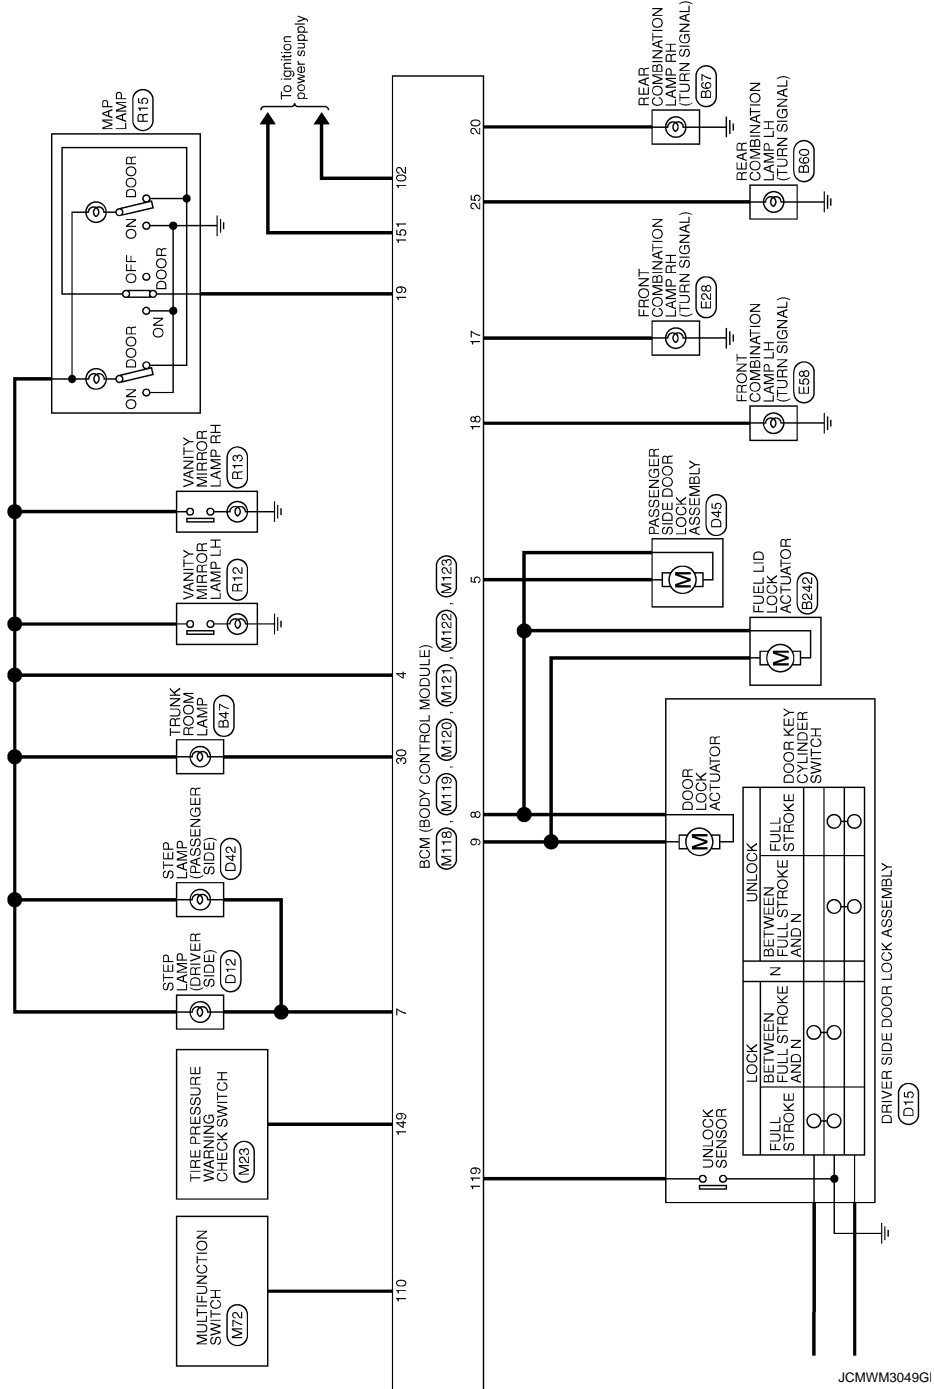 MULTIFUNCTION
SWITCH
M72
TIRE PRESSURE
WARNING
CHECK SWITCH
M23
STEP
LAMP
(DRIVER
SIDE)
D12
STEP
LAMP
(PASSENGER
SIDE)
D42
TRUNK
ROOM
LAMP
B47
VANITY
MIRROR
LAMP LH
R12
VANITY
MIRROR
LAMP RH
R13
MAP
LAMP
R15
ON
DOOR
ON
DOOR
OFF
ON
DOOR
To ignition
power supply
110
149
7
30
4
19
151
102
BCM (BODY CONTROL MODULE)
M118 , M119 , M120 , M121 , M122 , M123
119
9
8
5
18
17
25
20
UNLOCK
SENSOR
DOOR
LOCK
ACTUATOR
M
DOOR KEY
CYLINDER
SWITCH
LOCK
N
UNLOCK
FULL
STROKE
BETWEEN
FULL STROKE
AND N
BETWEEN
FULL STROKE
AND N
FULL
STROKE
DRIVER SIDE DOOR LOCK ASSEMBLY
D15
FUEL LID
LOCK
ACTUATOR
B242
M
PASSENGER
SIDE DOOR
LOCK
ASSEMBLY
D45
M
FRONT
COMBINATION
LAMP LH
(TURN SIGNAL)
E58
FRONT
COMBINATION
LAMP RH
(TURN SIGNAL)
E28
REAR
COMBINATION
LAMP LH
(TURN SIGNAL)
B60
REAR
COMBINATION
LAMP RH
(TURN SIGNAL)
B67